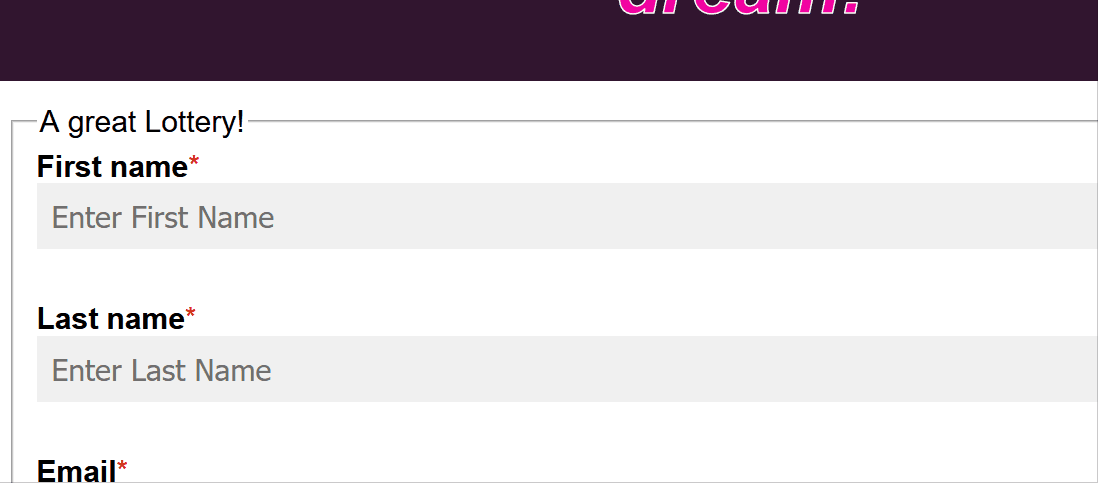 dream!
A great Lottery!
First name*
Enter First Name
Last name*
Enter Last Name
Email*